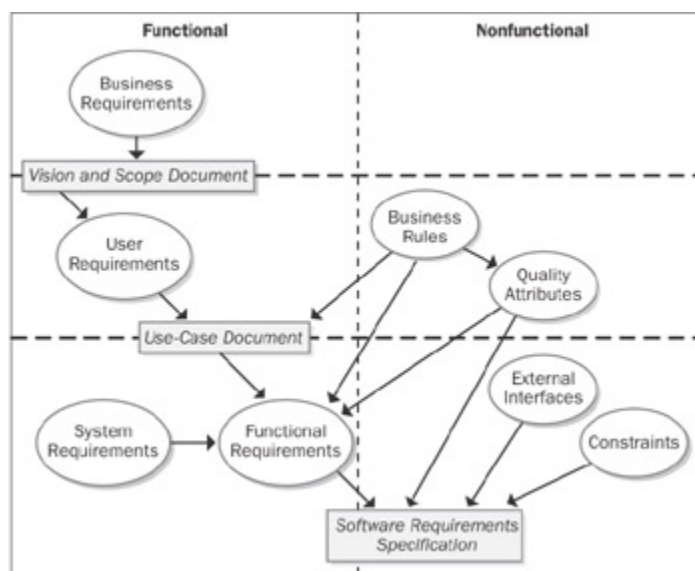 Functional
Nonfunctional
Business
Requirements
Vision and Scope Document
User
Requirements
Business
Rules
Quality
Attributes
Use-Case Document
System
Requirements
Functional
Requirements
External
Interfaces
Constraints
Software Requirements
Specification